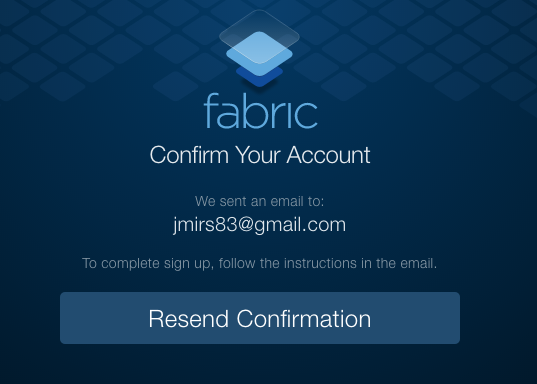 fabric
Confirm Your Account
We sent an email to:
jmirs83@gmail.com
To complete sign up, follow the instructions in the email.
Resend Confirmation